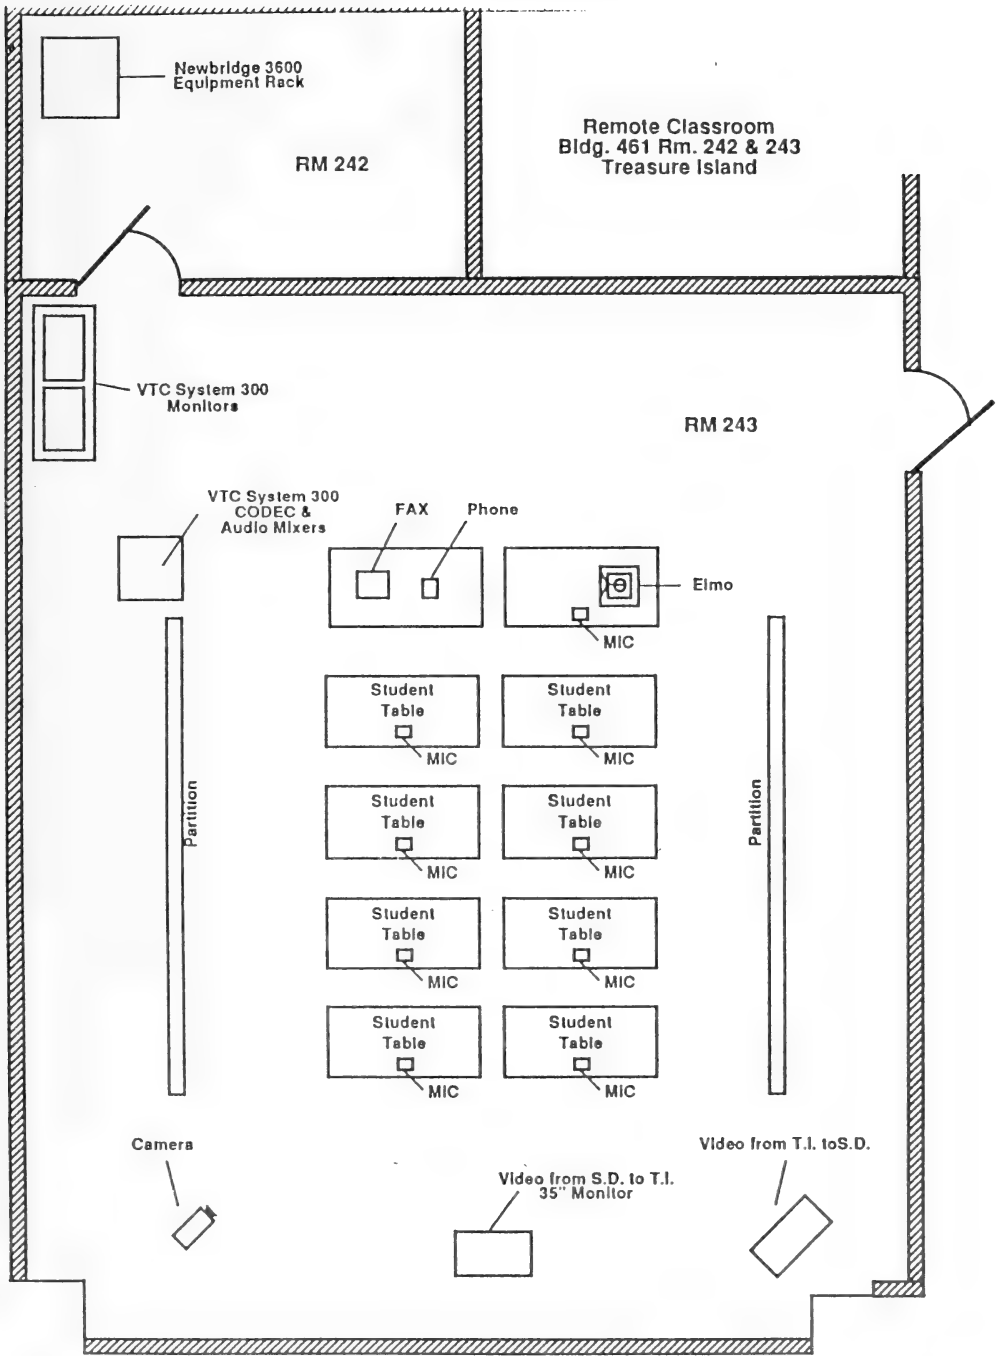 Newbridge 3600
Equipment Rack
RM 242
Remote Classroom
Bldg. 461 Rm. 242 & 243
Treasure Island
VTC System 300
Monitors
RM 243
VTC System 300
CODEC &
Audio Mixers
FAX
Phone
Elmo
MIC
Student
Table
MIC
Student
Table
MIC
Student
Table
MIC
Student
Table
MIC
Student
Table
MIC
Student
Table
MIC
Student
Table
MIC
Student
Table
MIC
Partition
Partition
Camera
Video from S.D. to T.I.
35" Monitor
Video from T.I. toS.D.